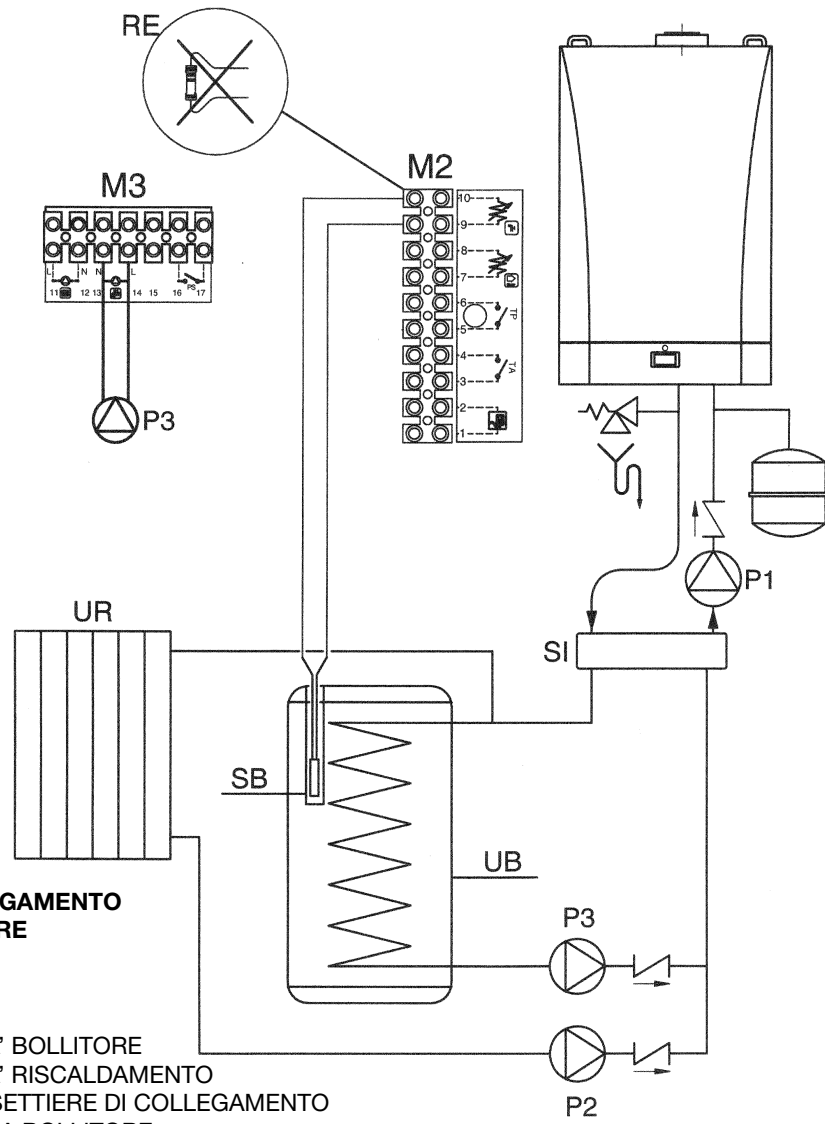 RE
M3
M2
L N N L
11 12 13 14 15 16 17
PS
10
9
8
7
6
5
4
3
2
1
TP
TA
P3
P1
SI
UR
SB
UB
P3
P2
GAMENTO
RE
BOLLITORE
RISCALDAMENTO
SETTIERE DI COLLEGAMENTO
BOLLITORE